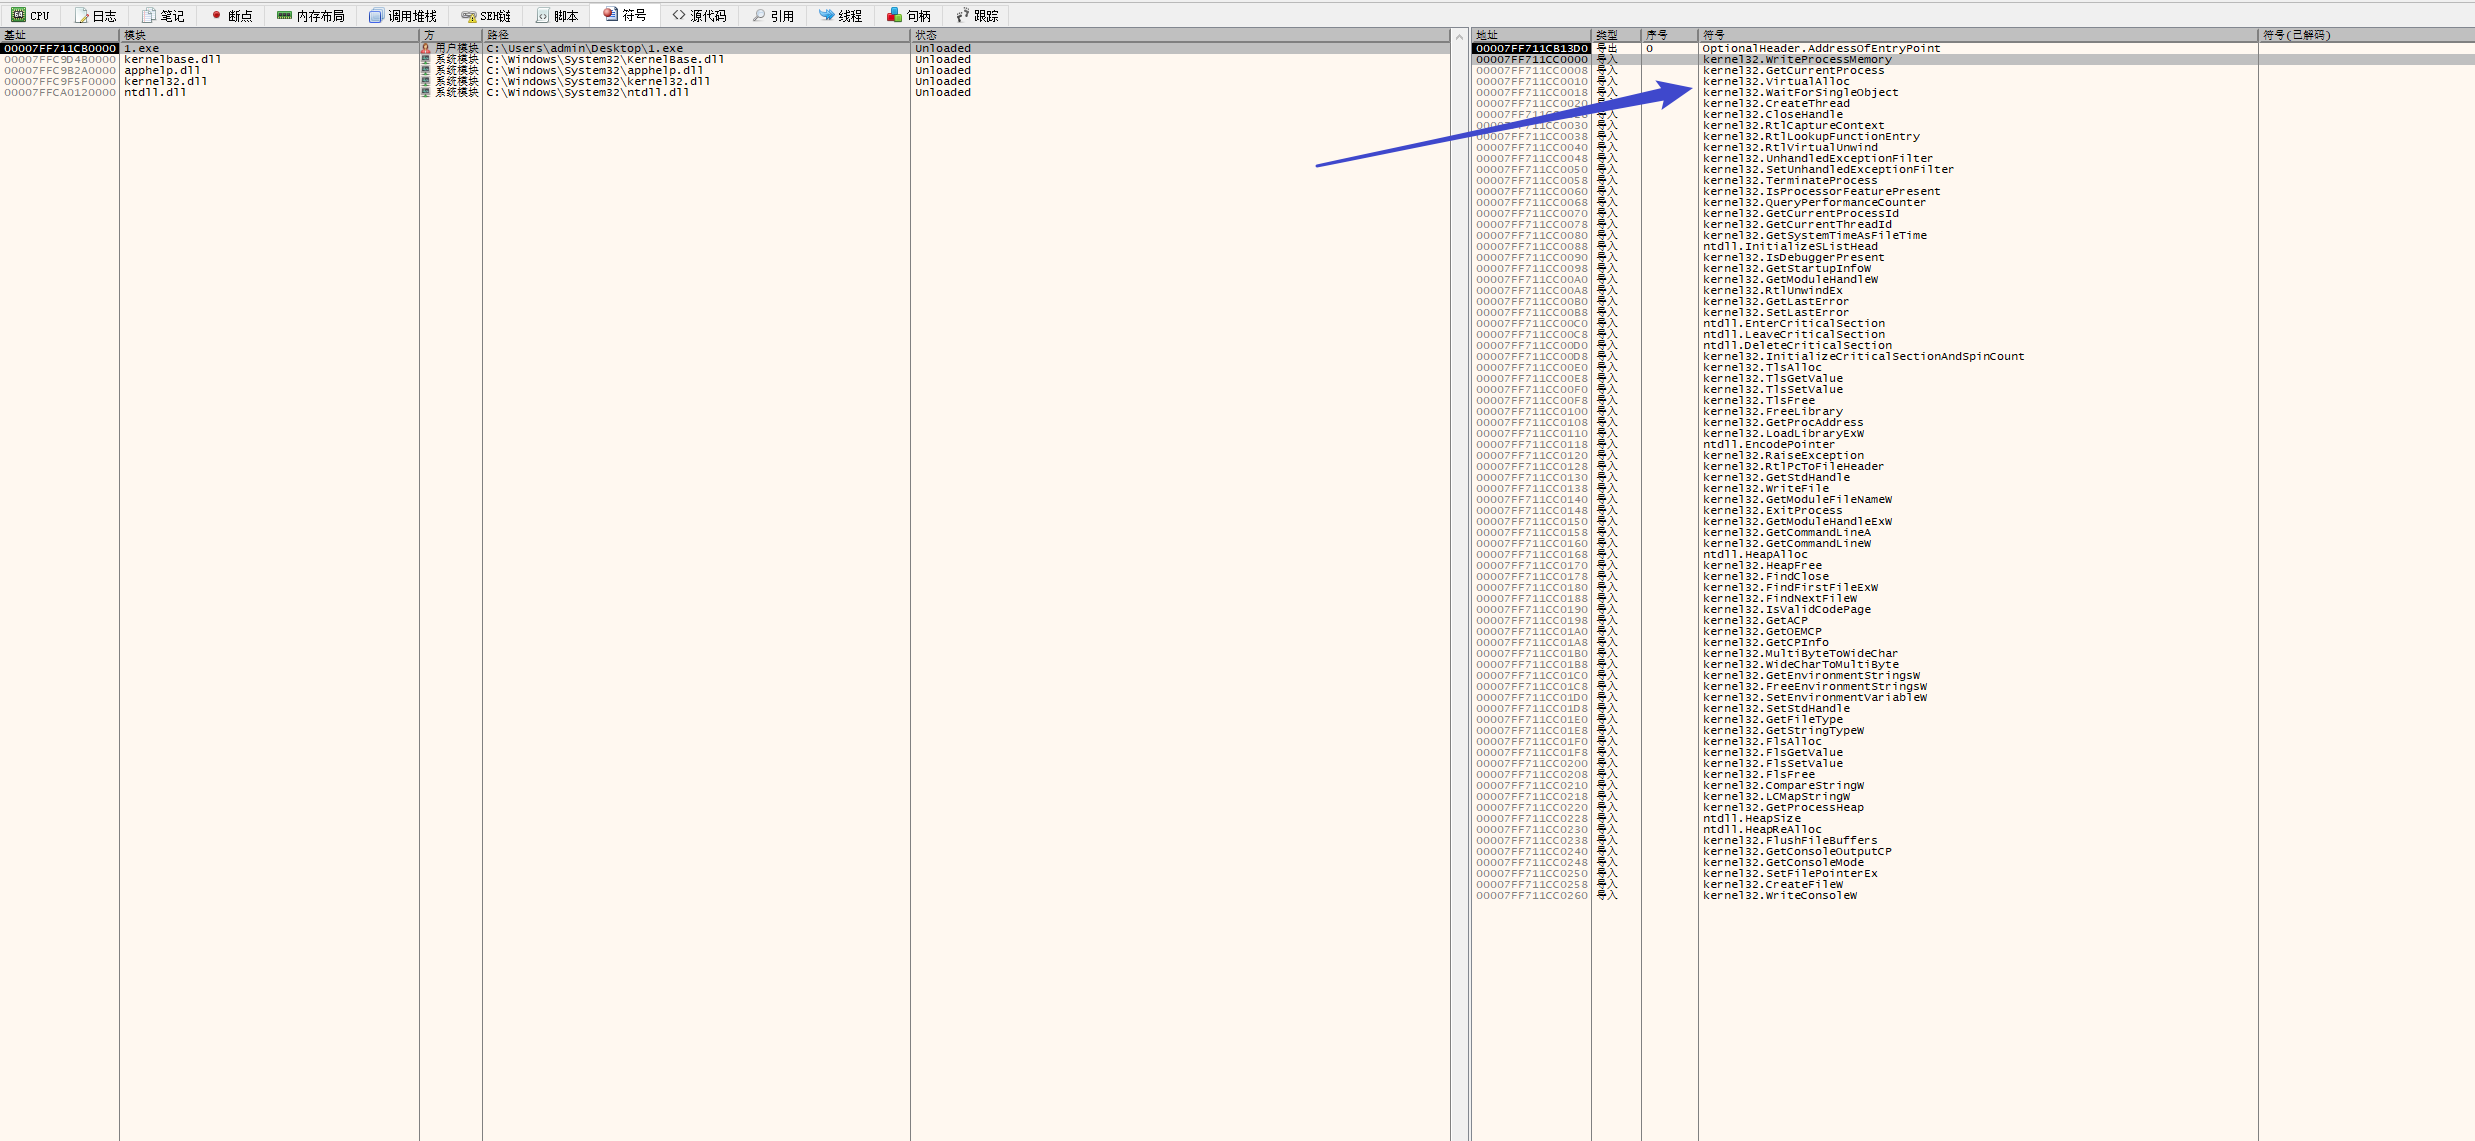 CPU 日志 笔记 断点 内存布局 调用堆栈 SEH链 脚本 符号 源代码 引用 线程 句柄 跟踪
基址 模块 方 路径 状态
00007FF711CB0000 1.exe 用户模块 C:\Users\admin\Desktop\1.exe Unloaded
00007FFC9D4B0000 kernelbase.dll 系统模块 C:\Windows\System32\KernelBase.dll Unloaded
00007FFC9B2A0000 apphelp.dll 系统模块 C:\Windows\System32\apphelp.dll Unloaded
00007FFC9F5F0000 kernel32.dll 系统模块 C:\Windows\System32\kernel32.dll Unloaded
00007FFCA0120000 ntdll.dll 系统模块 C:\Windows\System32\ntdll.dll Unloaded
地址 类型 序号 符号 符号(已解码)
00007FF711CB13D0 导出 0 OptionalHeader.AddressOfEntryPoint
00007FF711CC0000 导入 kernel32.WriteProcessMemory
00007FF711CC0008 导入 kernel32.GetCurrentProcess
00007FF711CC0010 导入 kernel32.VirtualAlloc
00007FF711CC0018 导入 kernel32.WaitForSingleObject
00007FF711CC0020 导入 kernel32.CreateThread
导入 kernel32.CloseHandle
00007FF711CC0030 导入 kernel32.RtlCaptureContext
00007FF711CC0038 导入 kernel32.RtlLookupFunctionEntry
00007FF711CC0040 导入 kernel32.RtlVirtualUnwind
00007FF711CC0048 导入 kernel32.UnhandledExceptionFilter
00007FF711CC0050 导入 kernel32.SetUnhandledExceptionFilter
00007FF711CC0058 导入 kernel32.TerminateProcess
00007FF711CC0060 导入 kernel32.IsProcessorFeaturePresent
00007FF711CC0068 导入 kernel32.QueryPerformanceCounter
00007FF711CC0070 导入 kernel32.GetCurrentProcessId
00007FF711CC0078 导入 kernel32.GetCurrentThreadId
00007FF711CC0080 导入 kernel32.GetSystemTimeAsFileTime
00007FF711CC0088 导入 ntdll.InitializeSListHead
00007FF711CC0090 导入 kernel32.IsDebuggerPresent
00007FF711CC0098 导入 kernel32.GetStartupInfoW
00007FF711CC00A0 导入 kernel32.GetModuleHandleW
00007FF711CC00A8 导入 kernel32.RtlUnwindEx
00007FF711CC00B0 导入 kernel32.GetLastError
00007FF711CC00B8 导入 kernel32.SetLastError
00007FF711CC00C0 导入 ntdll.EnterCriticalSection
00007FF711CC00C8 导入 ntdll.LeaveCriticalSection
00007FF711CC00D0 导入 ntdll.DeleteCriticalSection
00007FF711CC00D8 导入 kernel32.InitializeCriticalSectionAndSpinCount
00007FF711CC00E0 导入 kernel32.TlsAlloc
00007FF711CC00E8 导入 kernel32.TlsGetValue
00007FF711CC00F0 导入 kernel32.TlsSetValue
00007FF711CC00F8 导入 kernel32.TlsFree
00007FF711CC0100 导入 kernel32.FreeLibrary
00007FF711CC0108 导入 kernel32.GetProcAddress
00007FF711CC0110 导入 kernel32.LoadLibraryExW
00007FF711CC0118 导入 ntdll.EncodePointer
00007FF711CC0120 导入 kernel32.RaiseException
00007FF711CC0128 导入 kernel32.RtlPcToFileHeader
00007FF711CC0130 导入 kernel32.GetStdHandle
00007FF711CC0138 导入 kernel32.WriteFile
00007FF711CC0140 导入 kernel32.GetModuleFileNameW
00007FF711CC0148 导入 kernel32.ExitProcess
00007FF711CC0150 导入 kernel32.GetModuleHandleExW
00007FF711CC0158 导入 kernel32.GetCommandLineA
00007FF711CC0160 导入 kernel32.GetCommandLineW
00007FF711CC0168 导入 ntdll.HeapAlloc
00007FF711CC0170 导入 kernel32.HeapFree
00007FF711CC0178 导入 kernel32.FindClose
00007FF711CC0180 导入 kernel32.FindFirstFileExW
00007FF711CC0188 导入 kernel32.FindNextFileW
00007FF711CC0190 导入 kernel32.IsValidCodePage
00007FF711CC0198 导入 kernel32.GetACP
00007FF711CC01A0 导入 kernel32.GetOEMCP
00007FF711CC01A8 导入 kernel32.GetCPInfo
00007FF711CC01B0 导入 kernel32.MultiByteToWideChar
00007FF711CC01B8 导入 kernel32.WideCharToMultiByte
00007FF711CC01C0 导入 kernel32.GetEnvironmentStringsW
00007FF711CC01C8 导入 kernel32.FreeEnvironmentStringsW
00007FF711CC01D0 导入 kernel32.SetEnvironmentVariableW
00007FF711CC01D8 导入 kernel32.SetStdHandle
00007FF711CC01E0 导入 kernel32.GetFileType
00007FF711CC01E8 导入 kernel32.GetStringTypeW
00007FF711CC01F0 导入 kernel32.FlsAlloc
00007FF711CC01F8 导入 kernel32.FlsGetValue
00007FF711CC0200 导入 kernel32.FlsSetValue
00007FF711CC0208 导入 kernel32.FlsFree
00007FF711CC0210 导入 kernel32.CompareStringW
00007FF711CC0218 导入 kernel32.LCMapStringW
00007FF711CC0220 导入 kernel32.GetProcessHeap
00007FF711CC0228 导入 ntdll.HeapSize
00007FF711CC0230 导入 ntdll.HeapReAlloc
00007FF711CC0238 导入 kernel32.FlushFileBuffers
00007FF711CC0240 导入 kernel32.GetConsoleOutputCP
00007FF711CC0248 导入 kernel32.GetConsoleMode
00007FF711CC0250 导入 kernel32.SetFilePointerEx
00007FF711CC0258 导入 kernel32.CreateFileW
00007FF711CC0260 导入 kernel32.WriteConsoleW